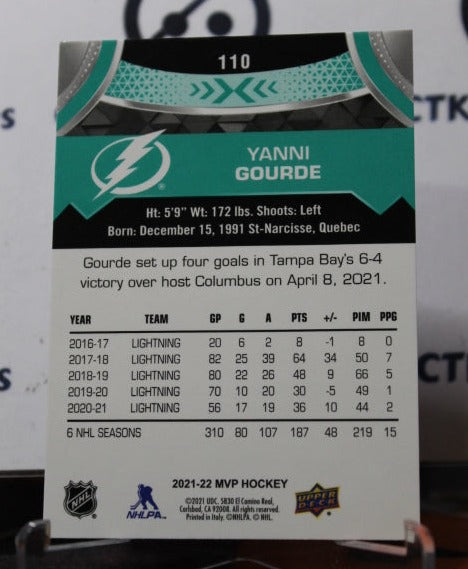 110
YANNI
GOURDE
Ht: 5'9" Wt: 172 lbs. Shoots: Left
Born: December 15, 1991 St-Narcisse, Quebec
Gourde set up four goals in Tampa Bay's 6-4
victory over host Columbus on April 8, 2021.
YEAR TEAM GP G A PTS +/- PIM PPG
2016-17 LIGHTNING 20 6 2 8 -1 8 0
2017-18 LIGHTNING 82 25 39 64 34 50 7
2018-19 LIGHTNING 80 22 26 48 9 66 5
2019-20 LIGHTNING 70 10 20 30 -5 49 1
2020-21 LIGHTNING 56 17 19 36 10 44 2
6 NHL SEASONS 310 80 107 187 48 219 15
2021-22 MVP HOCKEY
©2021 UDC. 5830 El Camino Real,
Carlsbad, CA 92008. All Rights Reserved.
Printed in Italy. ©NHLPA. © NHL.
NHL
NHLPA
UPPER
DECK
CTK
s